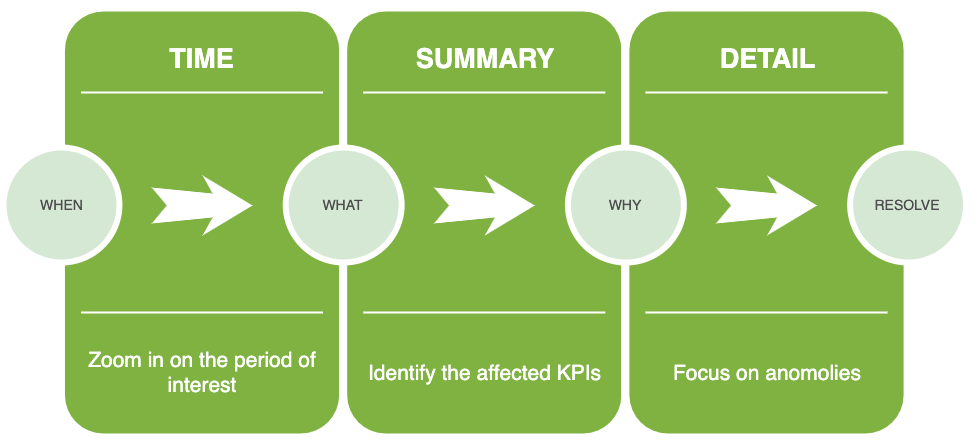 TIME
SUMMARY
DETAIL
WHEN
WHAT
WHY
RESOLVE
Zoom in on the period of
interest
Identify the affected KPIs
Focus on anomolies